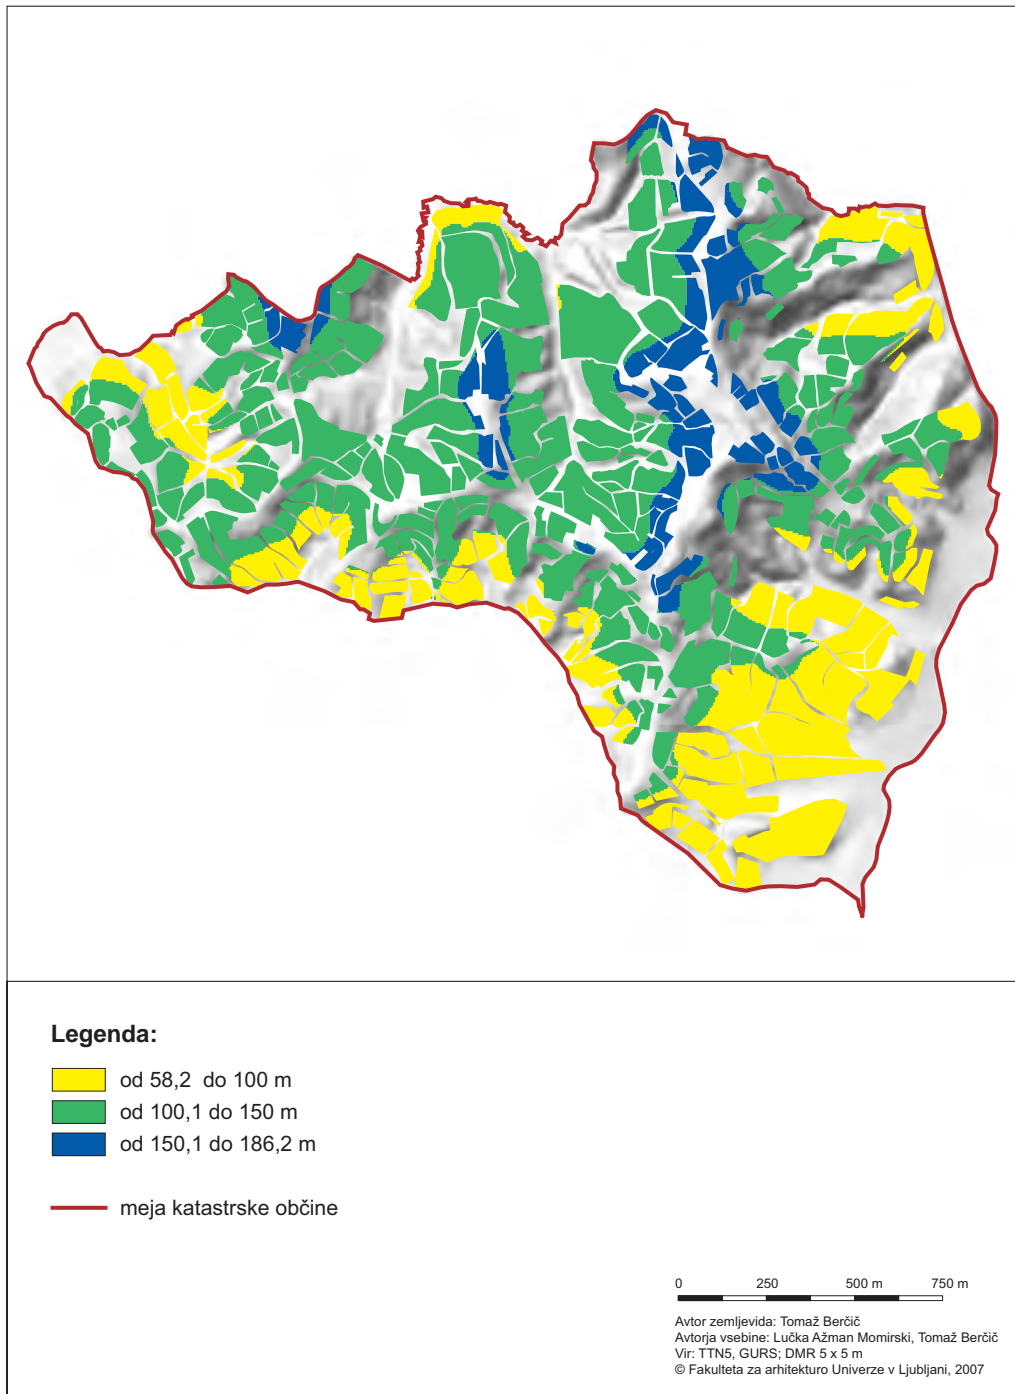 Legenda:
od 58,2 do 100 m
od 100,1 do 150 m
od 150,1 do 186,2 m
meja katastrske občine
0 250 500 m 750 m
Avtor zemljevida: Tomaž Berčič
Avtorja vsebine: Lučka Ažman Momirski, Tomaž Berčič
Vir: TTN5, GURS; DMR 5 x 5 m
© Fakulteta za arhitekturo Univerze v Ljubljani, 2007